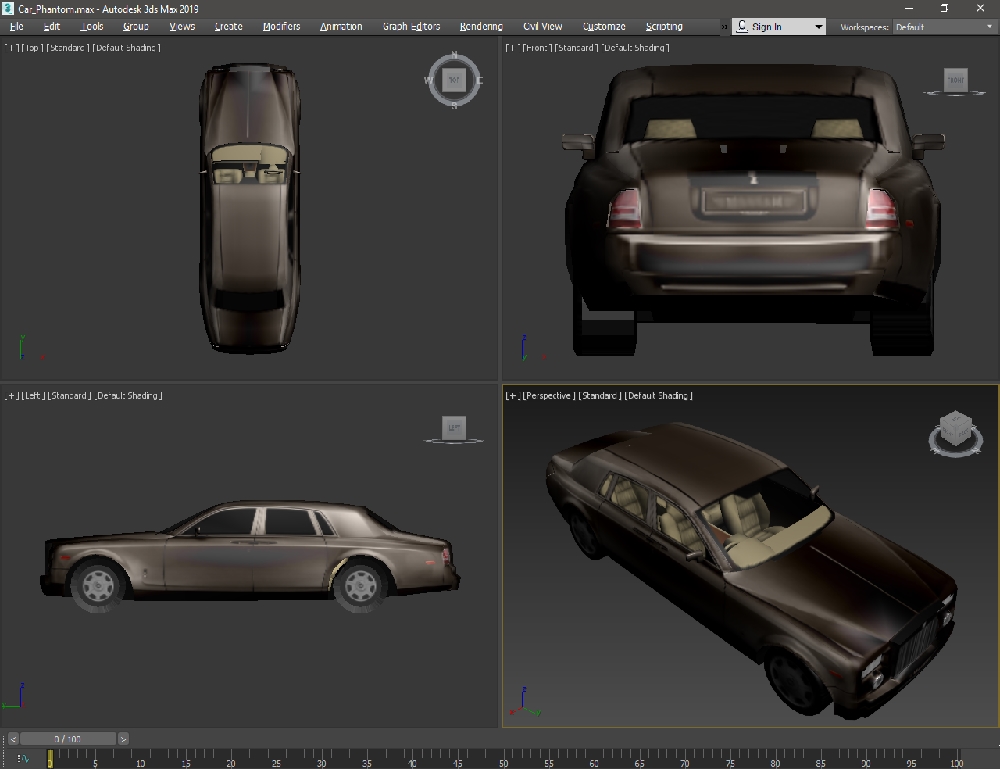 Car_Phantom.max - Autodesk 3ds Max 2019
File Edit Tools Group Views Create Modifiers Animation Graph Editors Rendering Civil View Customize Scripting » Sign In Workspaces: Default
[+] [Top] [Standard] [Default Shading]
N
W TOP E
S
[+] [Front] [Standard] [Default Shading]
FRONT
z
[+] [Left] [Standard] [Default Shading]
LEFT
z
[+] [Perspective] [Standard] [Default Shading]
z
< 0 / 100 >
0 5 10 15 20 25 30 35 40 45 50 55 60 65 70 75 80 85 90 95 100